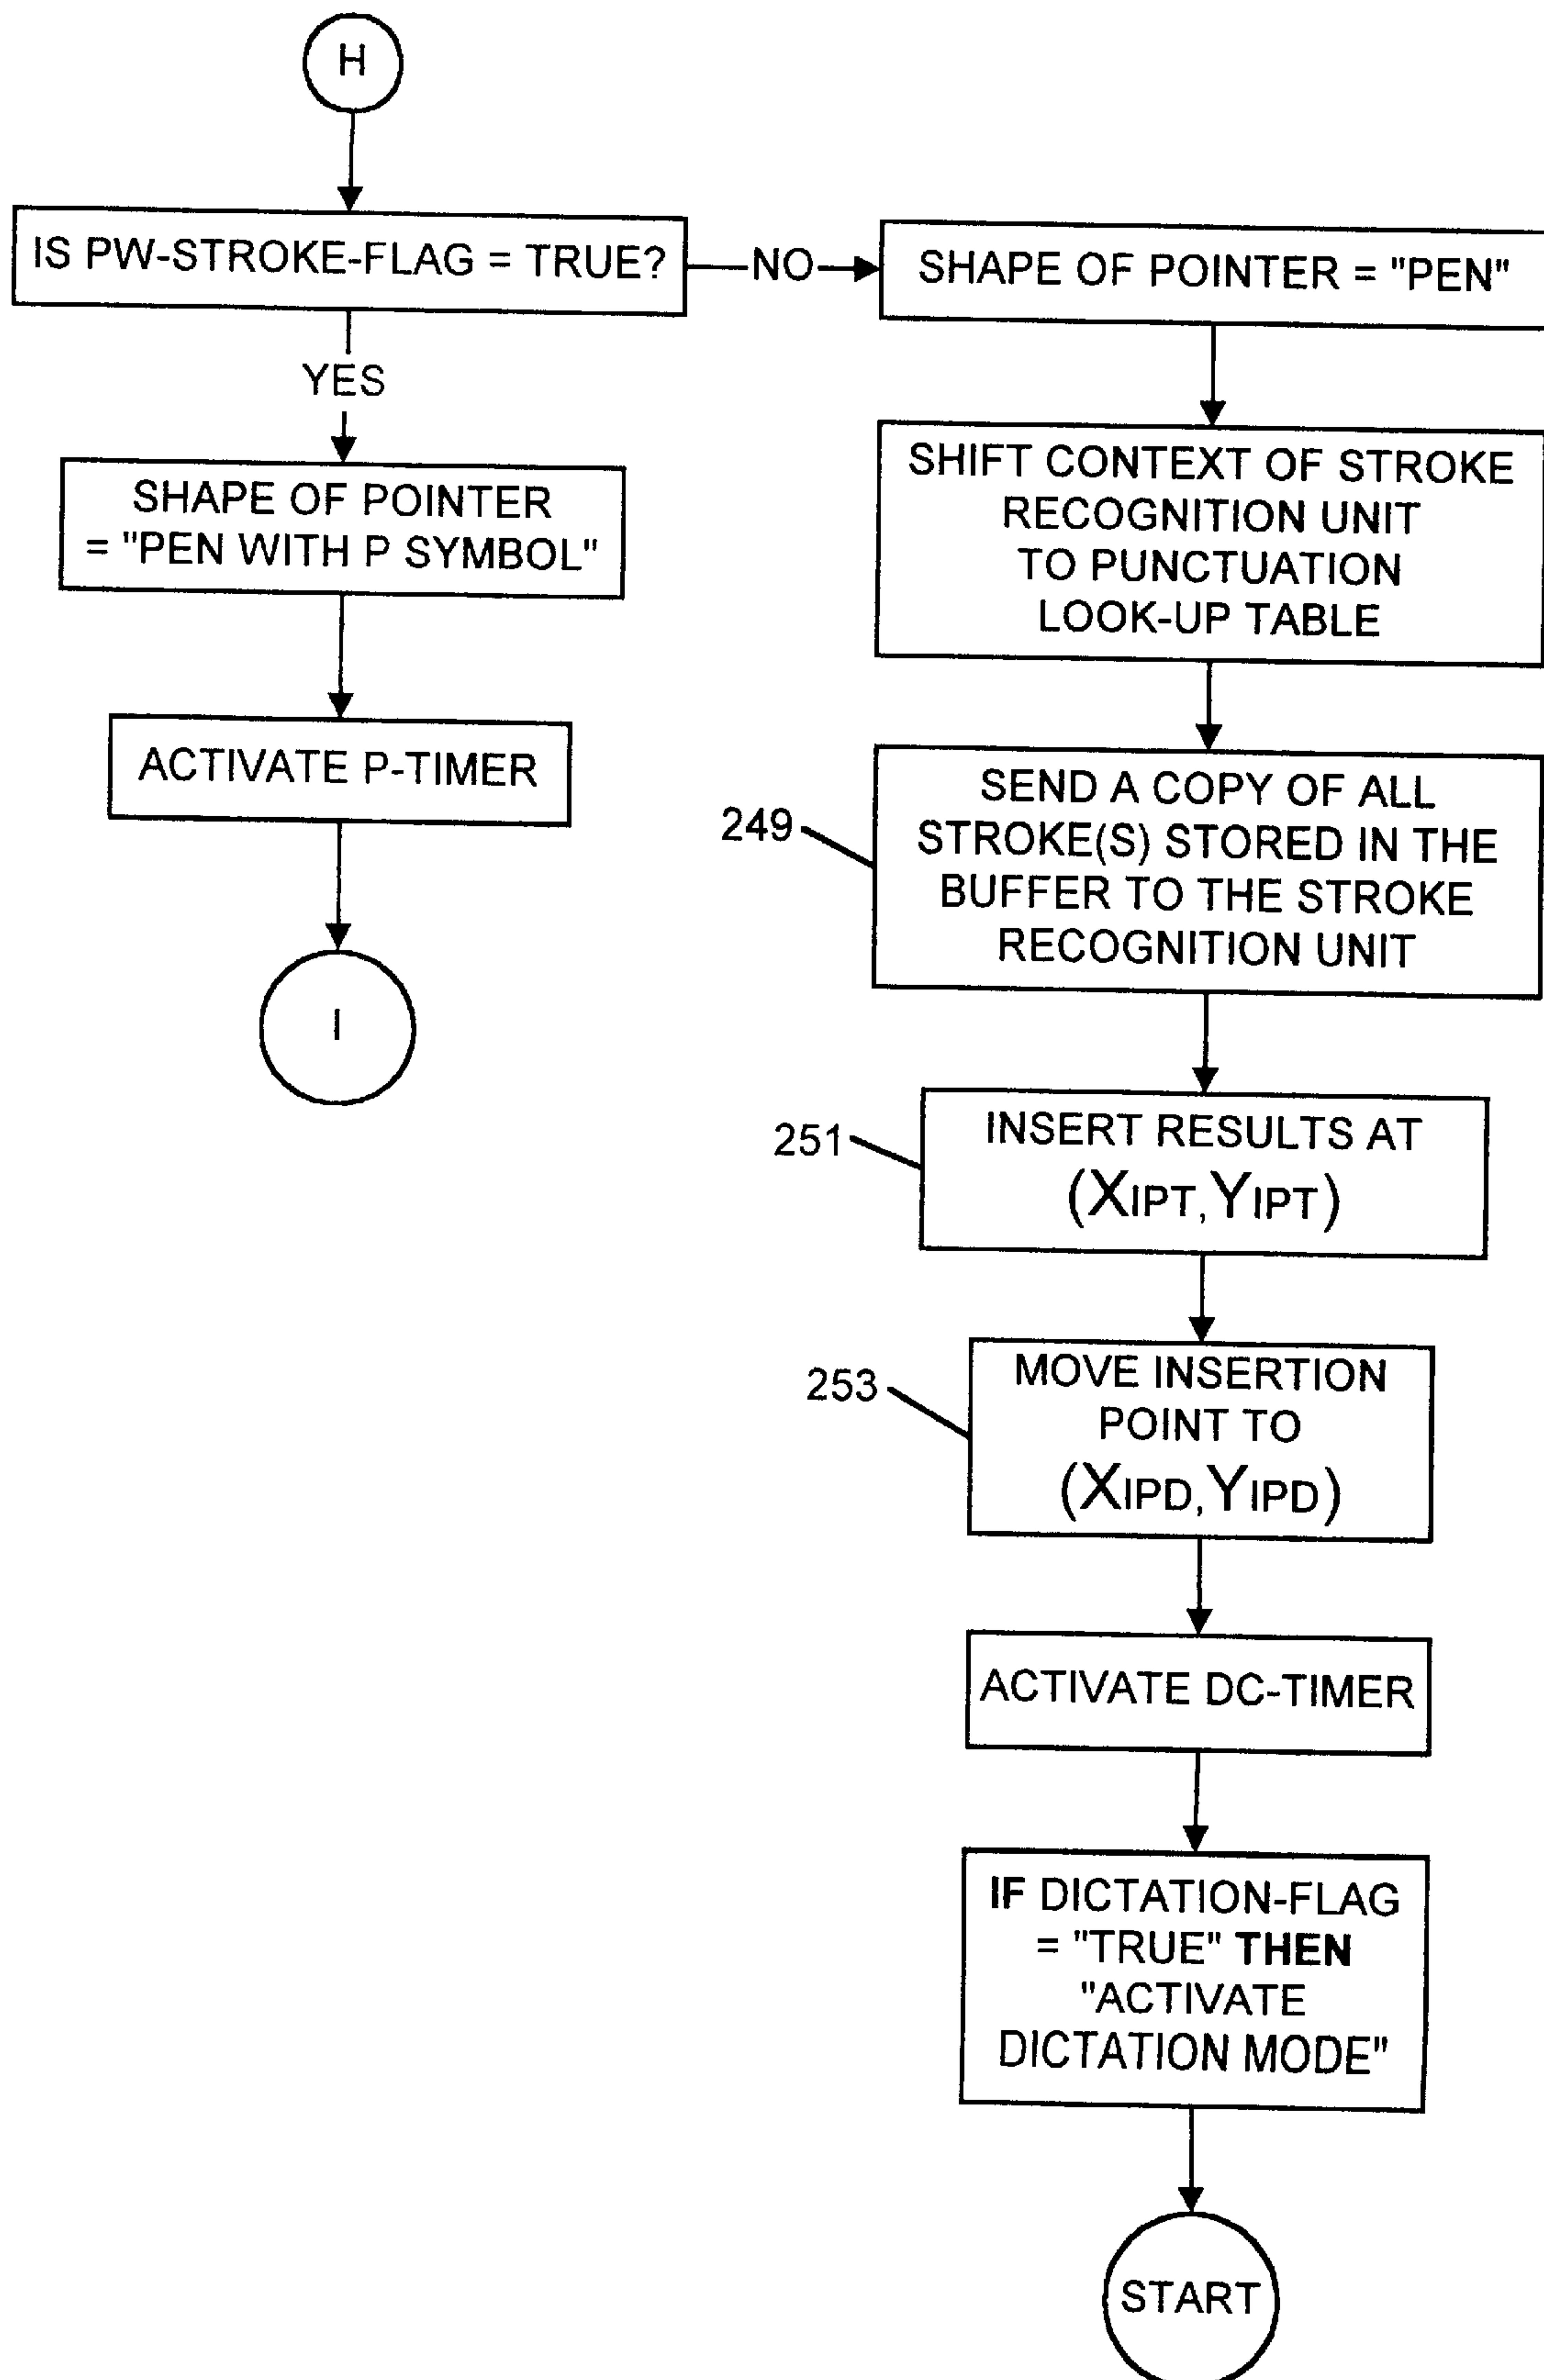 H
IS PW-STROKE-FLAG = TRUE?
NO
SHAPE OF POINTER = "PEN"
YES
SHAPE OF POINTER
= "PEN WITH P SYMBOL"
ACTIVATE P-TIMER
I
SHIFT CONTEXT OF STROKE
RECOGNITION UNIT
TO PUNCTUATION
LOOK-UP TABLE
249
SEND A COPY OF ALL
STROKE(S) STORED IN THE
BUFFER TO THE STROKE
RECOGNITION UNIT
251
INSERT RESULTS AT
(XIPT, YIPT)
253
MOVE INSERTION
POINT TO
(XIPD, YIPD)
ACTIVATE DC-TIMER
IF DICTATION-FLAG
= "TRUE" THEN
"ACTIVATE
DICTATION MODE"
START